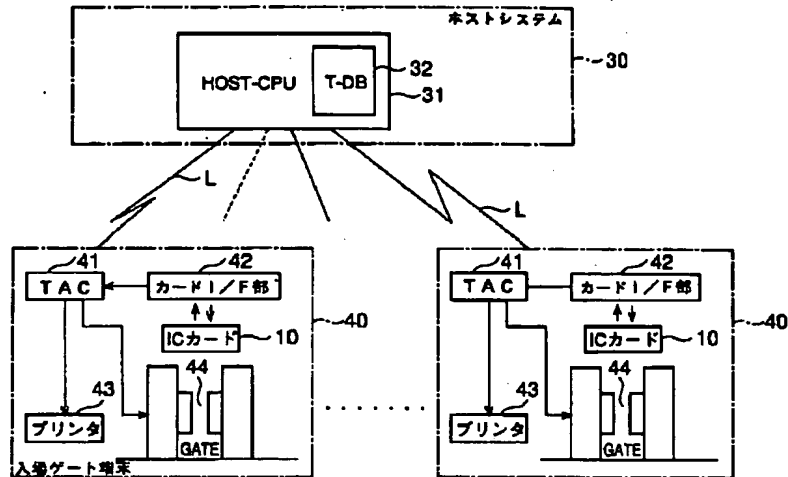 ホストシステム
30
HOST-CPU
T-DB
32
31
L
L
41
42
TAC
カードI/F部
40
ICカード
10
43
44
プリンタ
GATE
入場ゲート端末
41
42
TAC
カードI/F部
40
ICカード
10
43
44
プリンタ
GATE